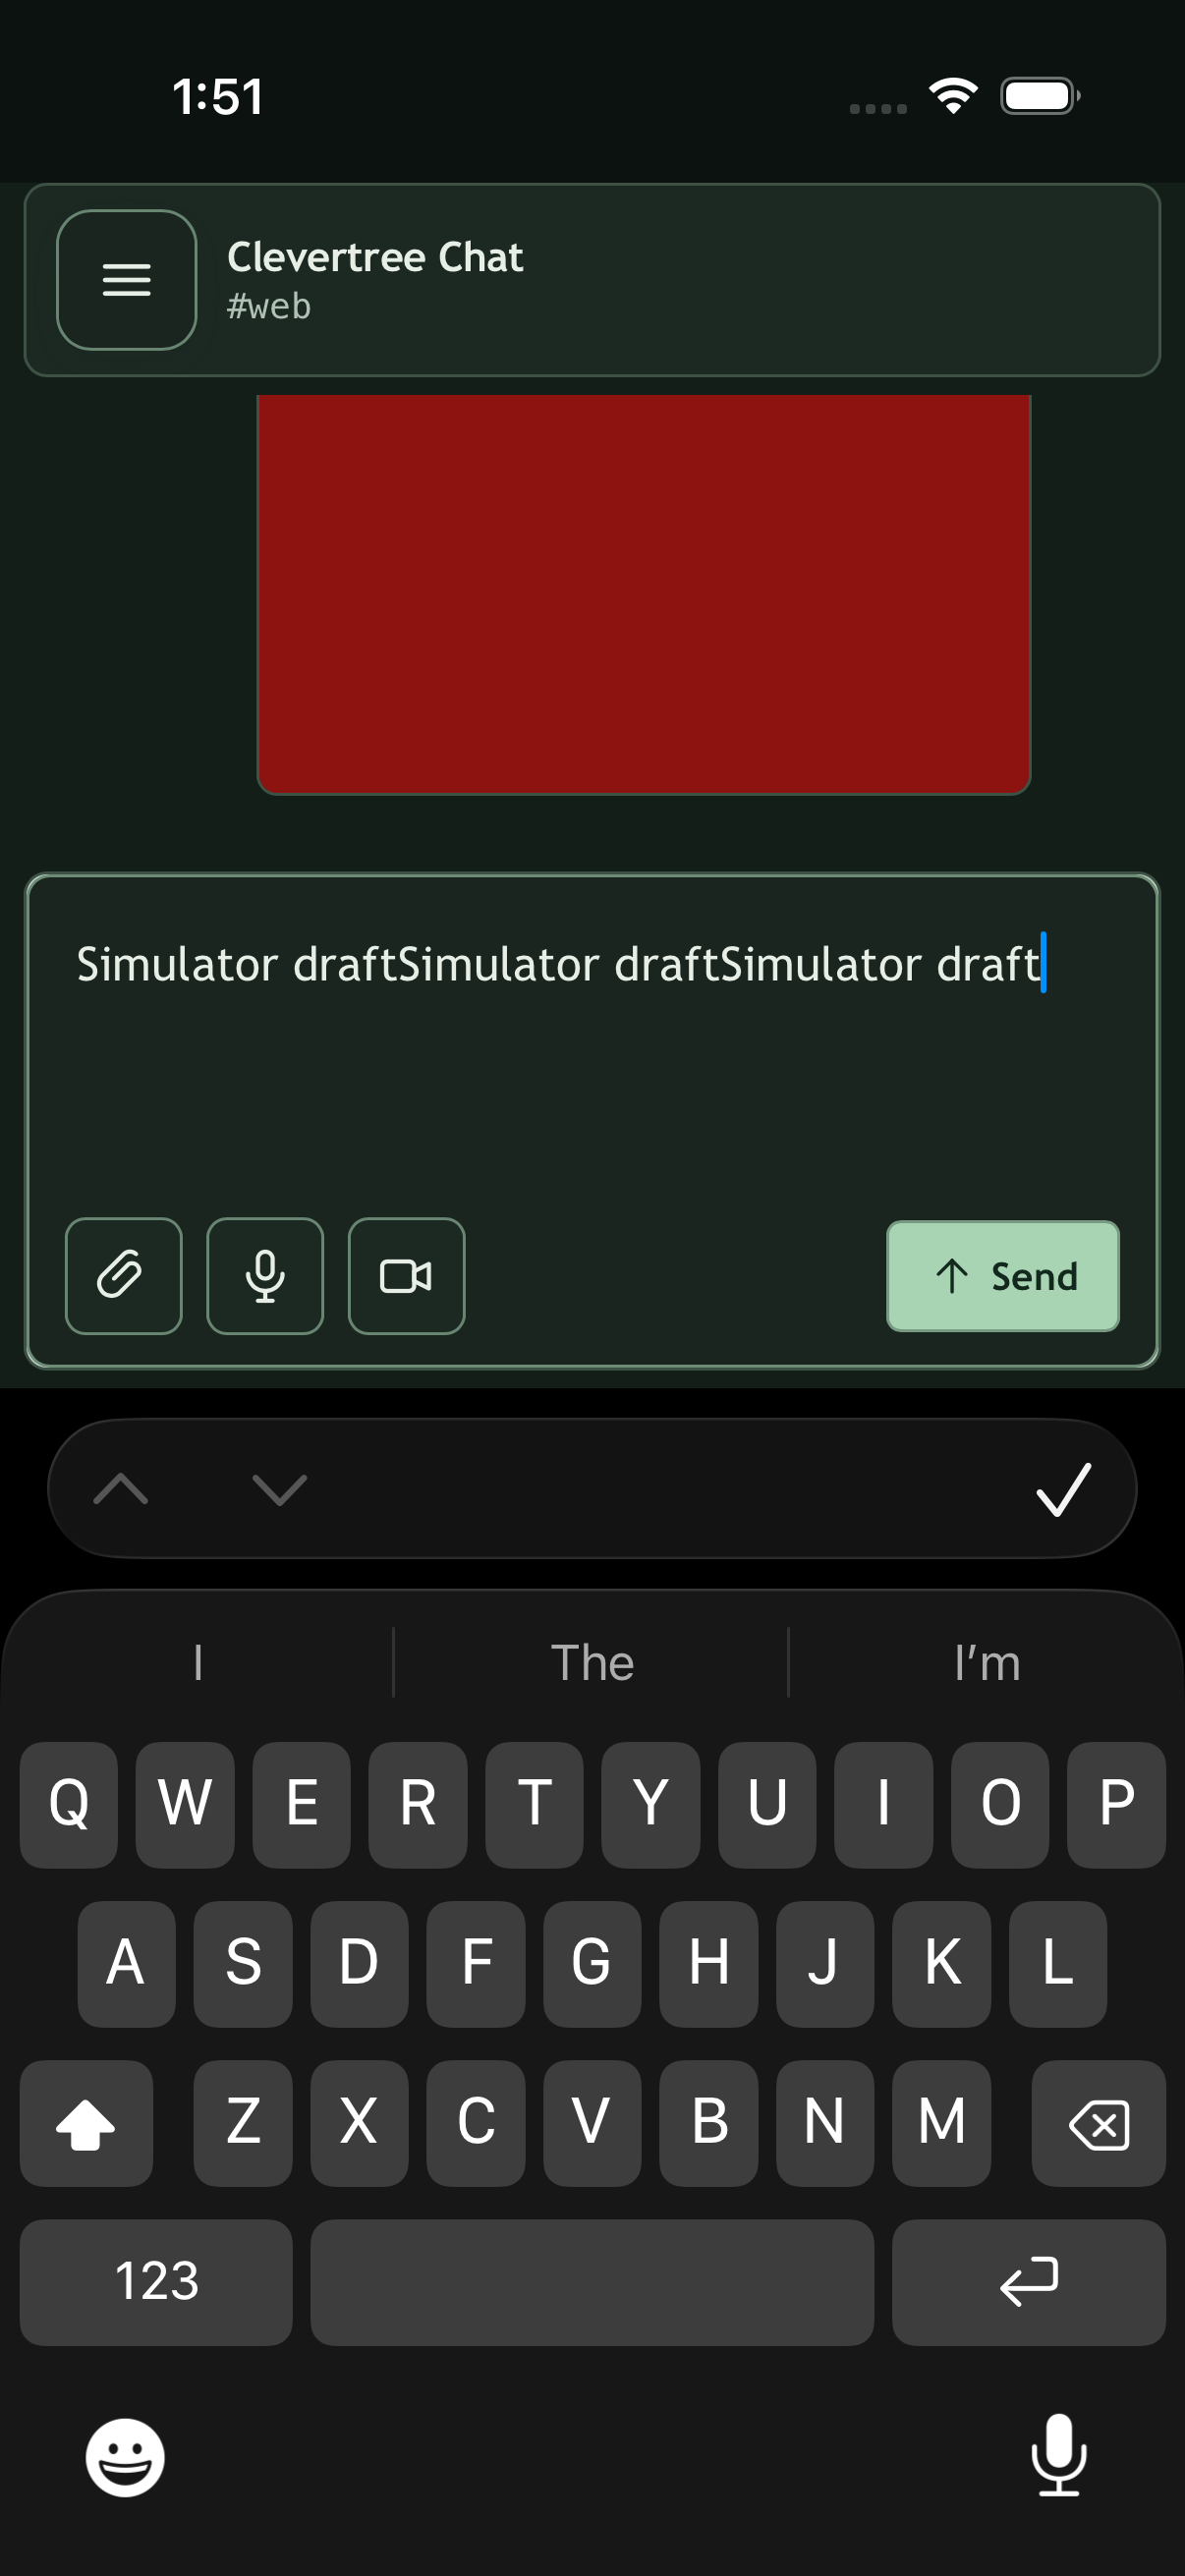 1:51
Clevertree Chat
#web
Simulator draftSimulator draftSimulator draft
Send
I The I’m
Q W E R T Y U I O P
A S D F G H J K L
Z X C V B N M
123